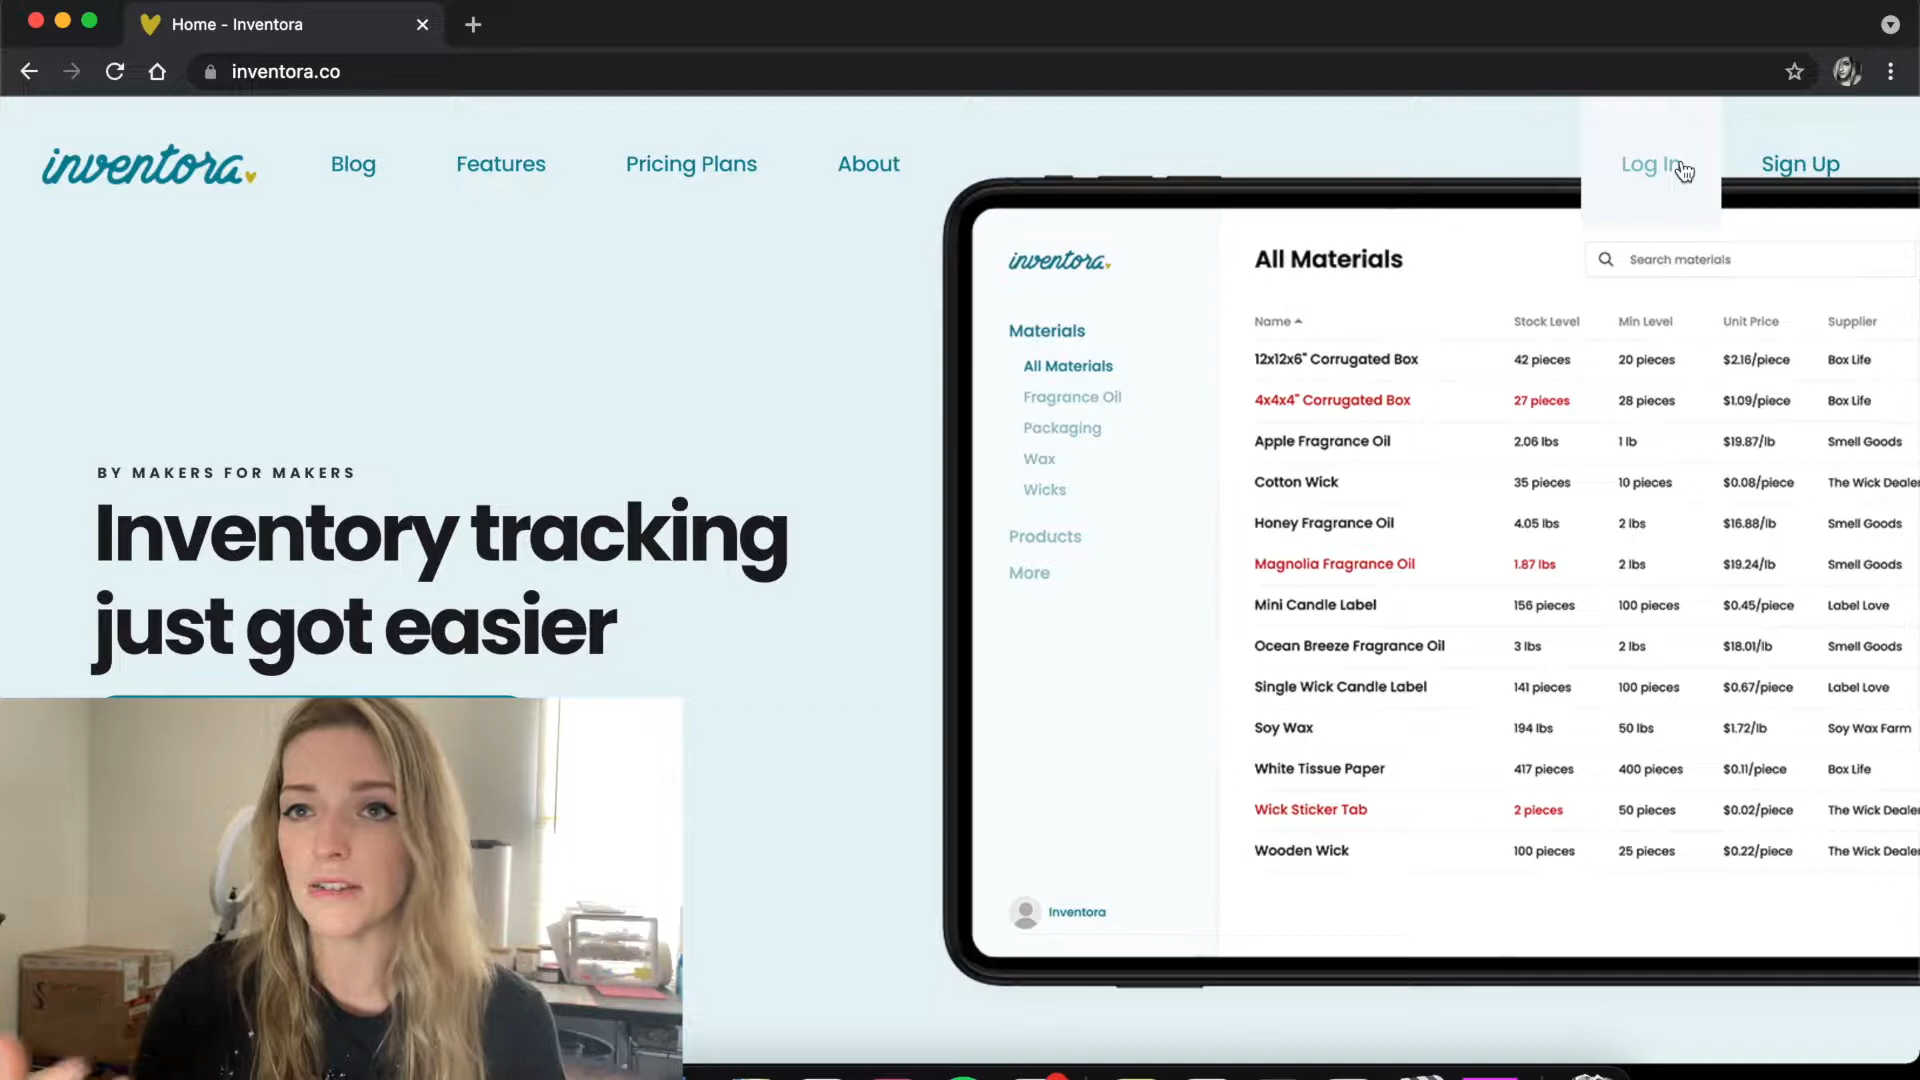 Home - Inventora
inventora.co
inventora
Blog
Features
Pricing Plans
About
Log In
Sign Up
BY MAKERS FOR MAKERS
Inventory tracking
just got easier
inventora
Materials
All Materials
Fragrance Oil
Packaging
Wax
Wicks
Products
More
Inventora
All Materials
Search materials
Name Stock Level Min Level Unit Price Supplier
12x12x6" Corrugated Box 42 pieces 20 pieces $2.16/piece Box Life
4x4x4" Corrugated Box 27 pieces 28 pieces $1.09/piece Box Life
Apple Fragrance Oil 2.06 lbs 1 lb $19.87/lb Smell Goods
Cotton Wick 35 pieces 10 pieces $0.08/piece The Wick Dealer
Honey Fragrance Oil 4.05 lbs 2 lbs $16.88/lb Smell Goods
Magnolia Fragrance Oil 1.87 lbs 2 lbs $19.24/lb Smell Goods
Mini Candle Label 156 pieces 100 pieces $0.45/piece Label Love
Ocean Breeze Fragrance Oil 3 lbs 2 lbs $18.01/lb Smell Goods
Single Wick Candle Label 141 pieces 100 pieces $0.67/piece Label Love
Soy Wax 194 lbs 50 lbs $1.72/lb Soy Wax Farm
White Tissue Paper 417 pieces 400 pieces $0.11/piece Box Life
Wick Sticker Tab 2 pieces 50 pieces $0.02/piece The Wick Dealer
Wooden Wick 100 pieces 25 pieces $0.22/piece The Wick Dealer